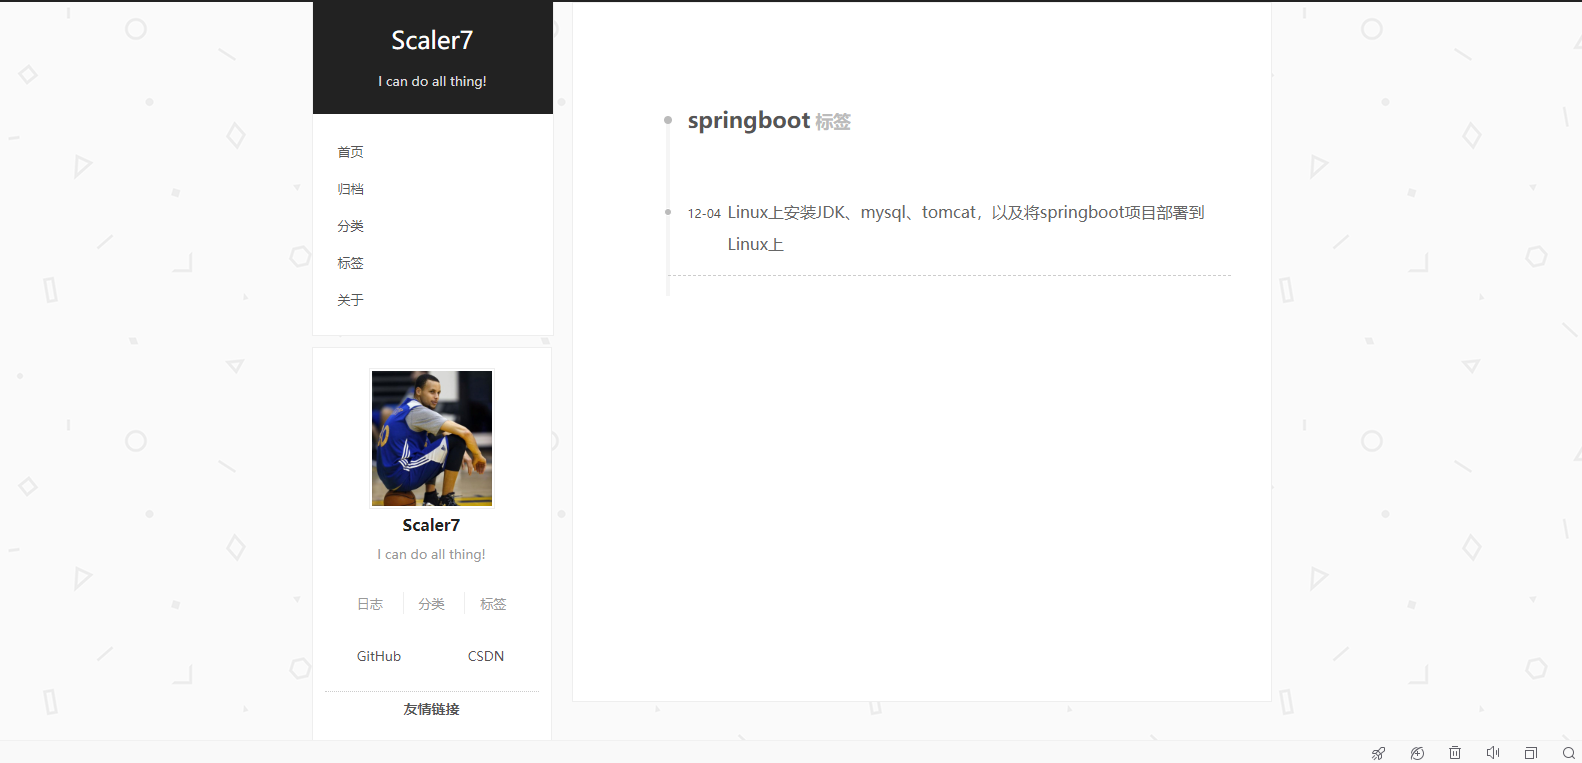 Scaler7
I can do all thing!
首页
归档
分类
标签
关于
Scaler7
I can do all thing!
日志 分类 标签
GitHub CSDN
友情链接
springboot 标签
12-04 Linux上安装JDK、mysql、tomcat，以及将springboot项目部署到
Linux上